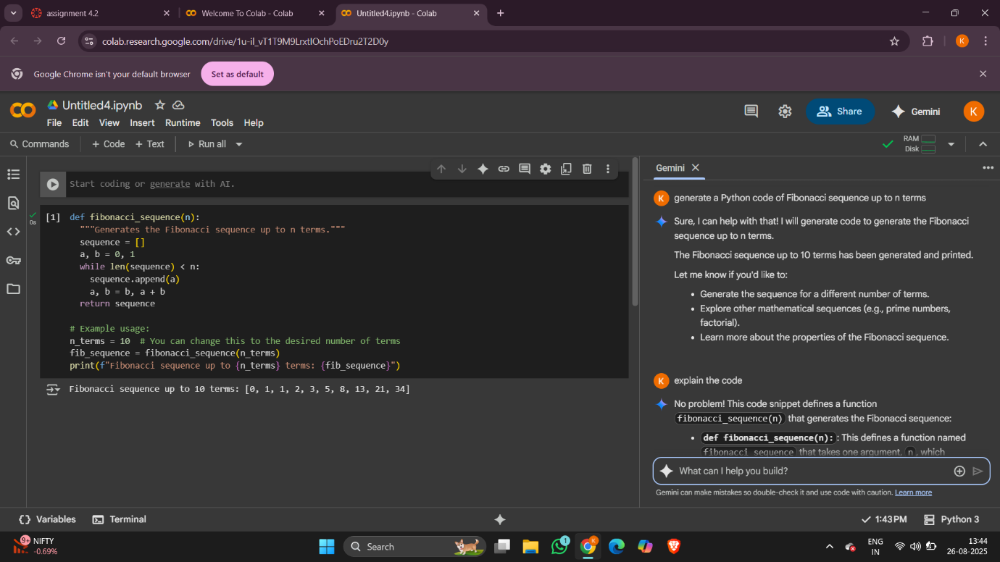 assignment 4.2
Welcome To Colab - Colab
Untitled4.ipynb - Colab
colab.research.google.com/drive/1u-il_vT1T9M9LrxtIOchPoEDru2T2D0y
K
Google Chrome isn't your default browser
Set as default
Untitled4.ipynb
File Edit View Insert Runtime Tools Help
Share
Gemini
K
Commands
+ Code + Text
Run all
RAM
Disk
Start coding or generate with AI.
[1]
0s
def fibonacci_sequence(n):
"""Generates the Fibonacci sequence up to n terms."""
sequence = []
a, b = 0, 1
while len(sequence) < n:
sequence.append(a)
a, b = b, a + b
return sequence
# Example usage:
n_terms = 10 # You can change this to the desired number of terms
fib_sequence = fibonacci_sequence(n_terms)
print(f"Fibonacci sequence up to {n_terms} terms: {fib_sequence}")
Fibonacci sequence up to 10 terms: [0, 1, 1, 2, 3, 5, 8, 13, 21, 34]
Gemini
K
generate a Python code of Fibonacci sequence up to n terms
Sure, I can help with that! I will generate code to generate the Fibonacci
sequence up to n terms.
The Fibonacci sequence up to 10 terms has been generated and printed.
Let me know if you'd like to:
• Generate the sequence for a different number of terms.
• Explore other mathematical sequences (e.g., prime numbers,
factorial).
• Learn more about the properties of the Fibonacci sequence.
K
explain the code
No problem! This code snippet defines a function
fibonacci_sequence(n) that generates the Fibonacci sequence:
• def fibonacci_sequence(n): : This defines a function named
fibonacci_sequence that takes one argument, n, which
What can I help you build?
Gemini can make mistakes so double-check it and use code with caution. Learn more
Variables
Terminal
1:43 PM
Python 3
9+
NIFTY
-0.69%
Search
1
K
ENG
IN
13:44
26-08-2025